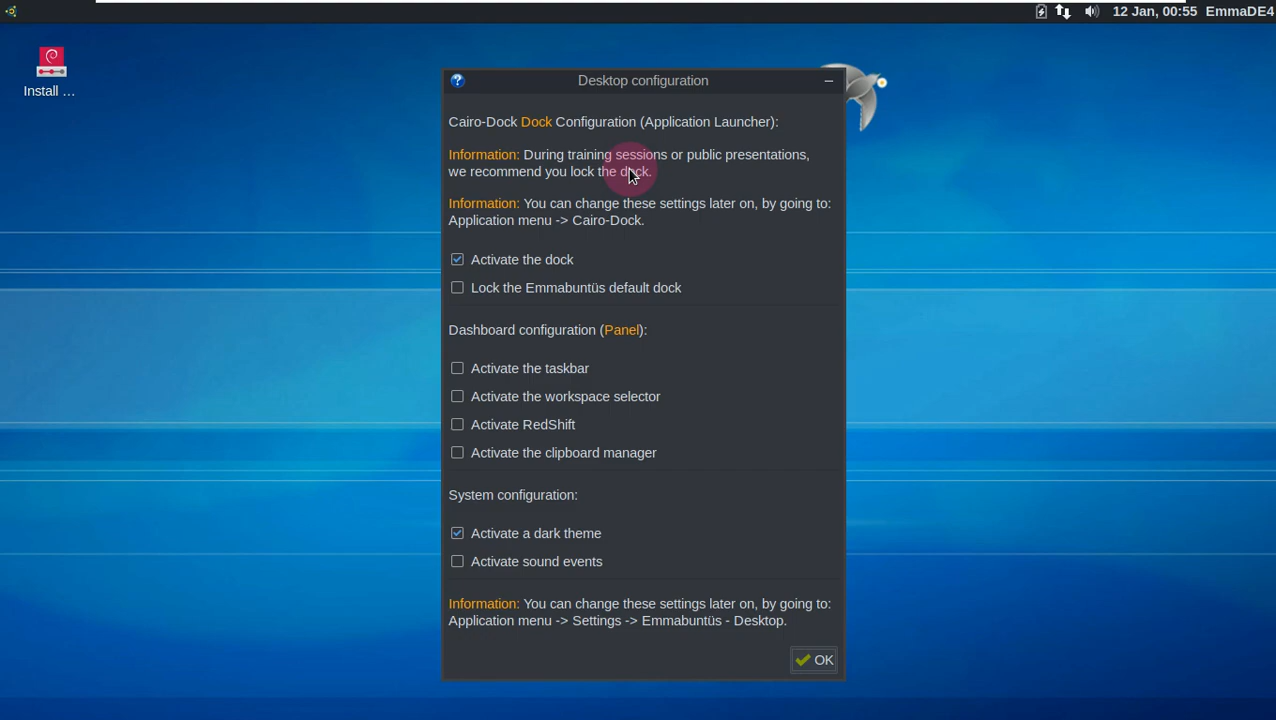 12 Jan, 00:55 EmmaDE4
Install ...
Desktop configuration
Cairo-Dock Dock Configuration (Application Launcher):
Information: During training sessions or public presentations,
we recommend you lock the dock.
Information: You can change these settings later on, by going to:
Application menu -> Cairo-Dock.
Activate the dock
Lock the Emmabuntüs default dock
Dashboard configuration (Panel):
Activate the taskbar
Activate the workspace selector
Activate RedShift
Activate the clipboard manager
System configuration:
Activate a dark theme
Activate sound events
Information: You can change these settings later on, by going to:
Application menu -> Settings -> Emmabuntüs - Desktop.
OK